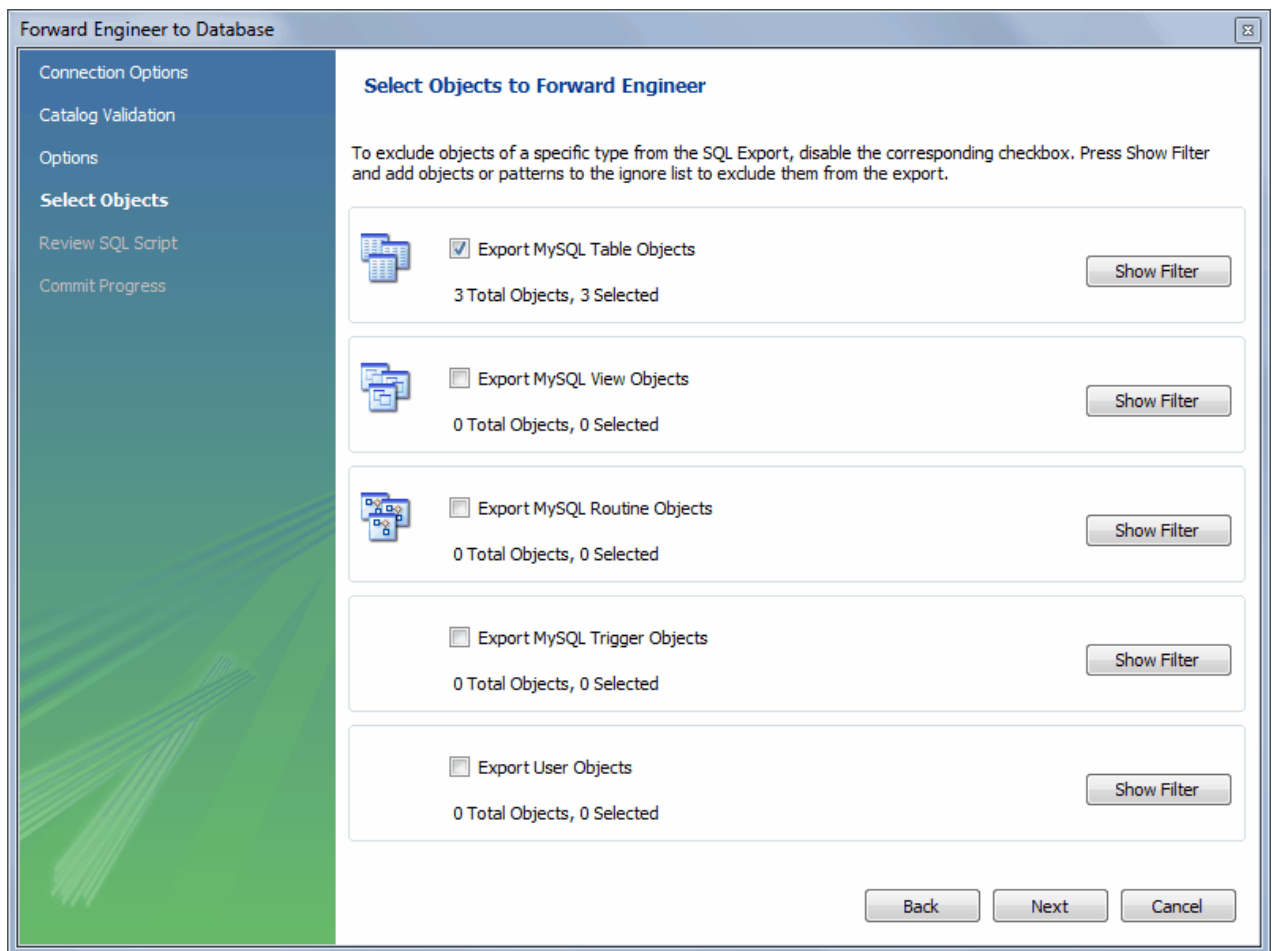 Forward Engineer to Database
Connection Options
Catalog Validation
Options
Select Objects
Review SQL Script
Commit Progress
Select Objects to Forward Engineer
To exclude objects of a specific type from the SQL Export, disable the corresponding checkbox. Press Show Filter
and add objects or patterns to the ignore list to exclude them from the export.
Export MySQL Table Objects
Show Filter
3 Total Objects, 3 Selected
Export MySQL View Objects
Show Filter
0 Total Objects, 0 Selected
Export MySQL Routine Objects
Show Filter
0 Total Objects, 0 Selected
Export MySQL Trigger Objects
Show Filter
0 Total Objects, 0 Selected
Export User Objects
Show Filter
0 Total Objects, 0 Selected
Back
Next
Cancel